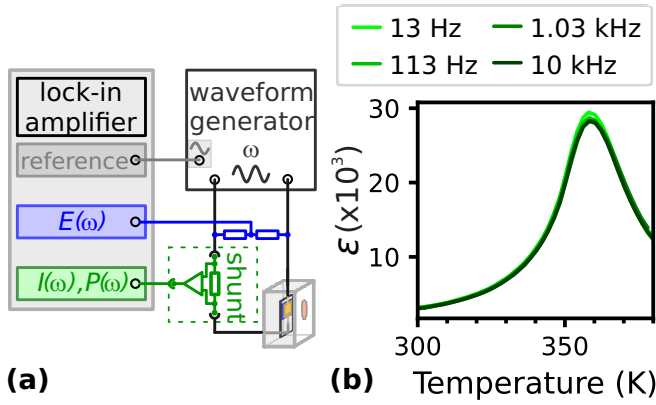 lock-in
amplifier
reference
E(ω)
I(ω),P(ω)
waveform
generator
ω
shunt
(a)
13 Hz
113 Hz
1.03 kHz
10 kHz
ε (x10³)
30
20
10
300
350
Temperature (K)
(b)